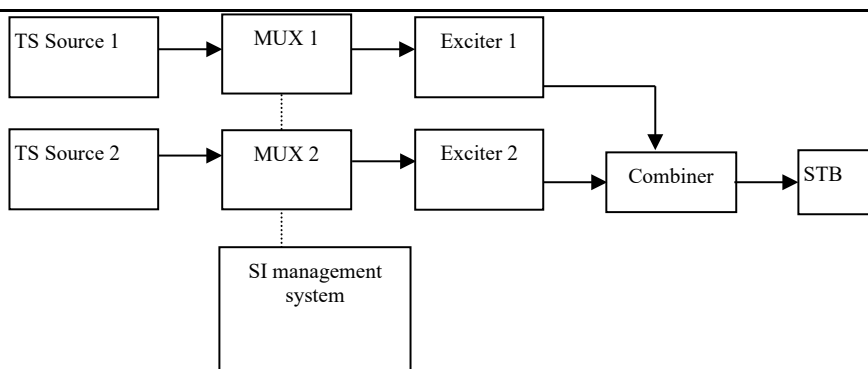 TS Source 1
MUX 1
Exciter 1
TS Source 2
MUX 2
Exciter 2
Combiner
STB
SI management
system